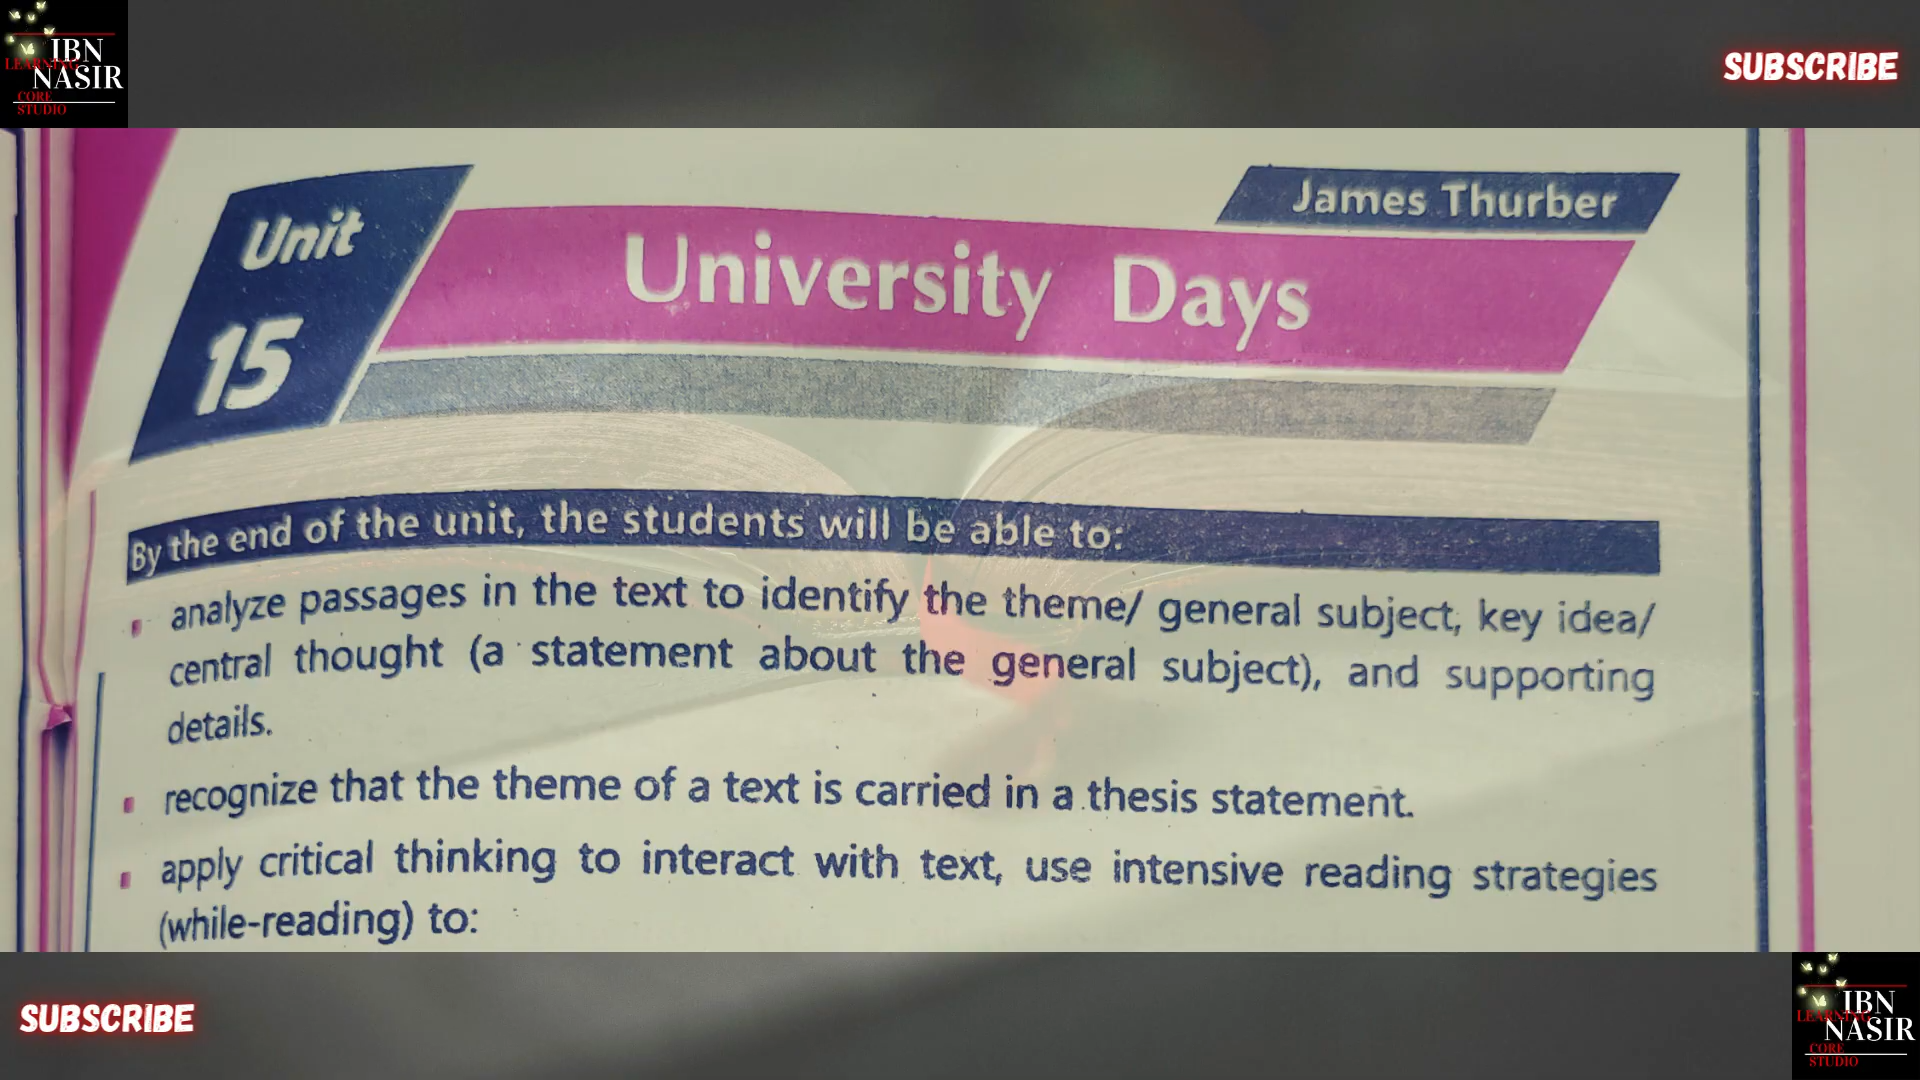 IBN
LEARNING
NASIR
CORE
STUDIO
SUBSCRIBE
James Thurber
Unit
15
University Days
By the end of the unit, the students will be able to:
analyze passages in the text to identify the theme/ general subject, key idea/
central thought (a statement about the general subject), and supporting
details.
recognize that the theme of a text is carried in a thesis statement.
apply critical thinking to interact with text, use intensive reading strategies
(while-reading) to:
SUBSCRIBE
IBN
LEARNING
NASIR
CORE
STUDIO